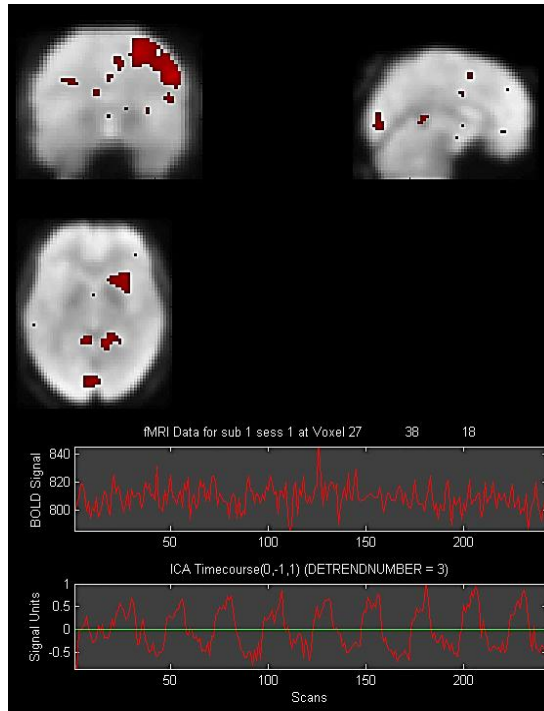 fMRI Data for sub 1 sess 1 at Voxel 27 38 18
840
820
800
BOLD Signal
50 100 150 200
ICA Timecourse(0,-1,1) (DETRENDNUMBER = 3)
1
0.5
0
-0.5
Signal Units
50 100 150 200
Scans